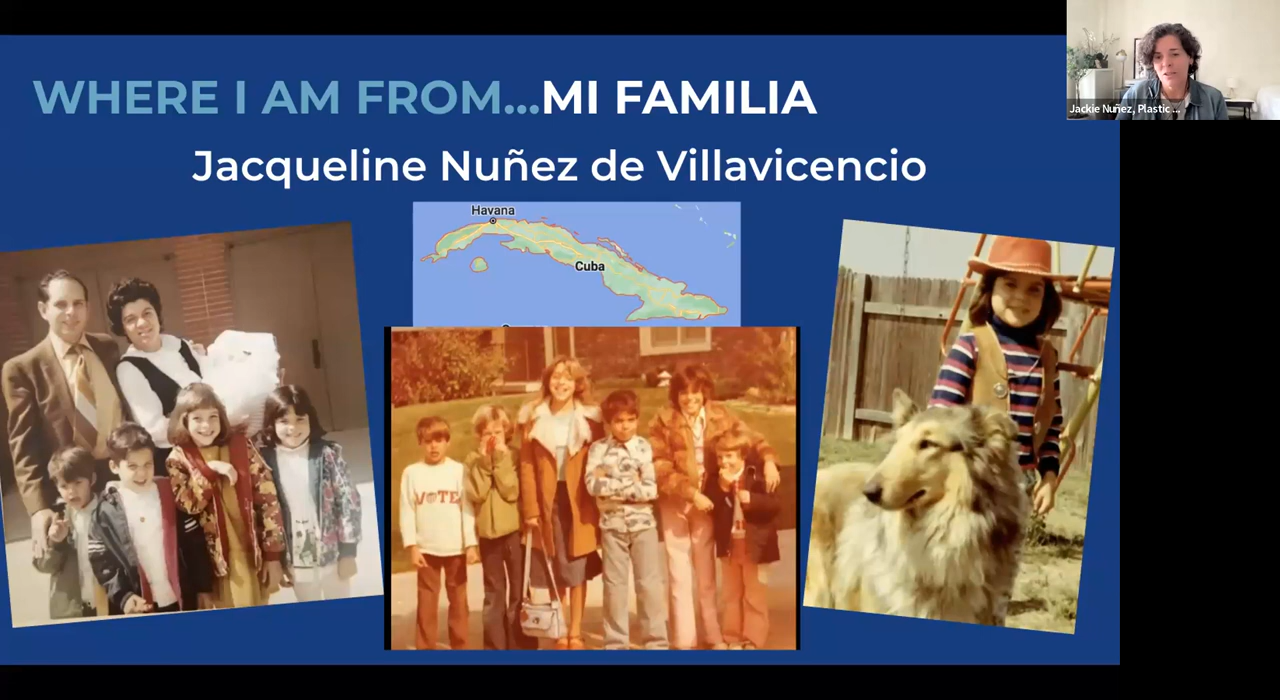 WHERE I AM FROM...MI FAMILIA
Jackie Nuñez, Plastic ...
Jacqueline Nuñez de Villavicencio
Havana
Cuba
VOTE